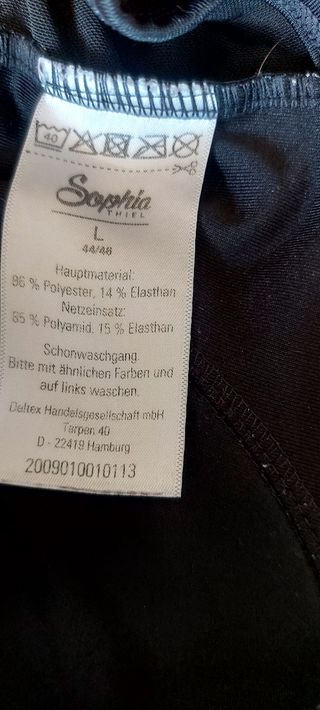 40
Sophia
THIEL
L
44/46
Hauptmaterial:
86 % Polyester, 14 % Elasthan
Netzeinsatz:
85 % Polyamid, 15 % Elasthan
Schonwaschgang.
Bitte mit ähnlichen Farben und
auf links waschen.
Deltex Handelsgesellschaft mbH
Tarpen 40
D - 22419 Hamburg
2009010010113